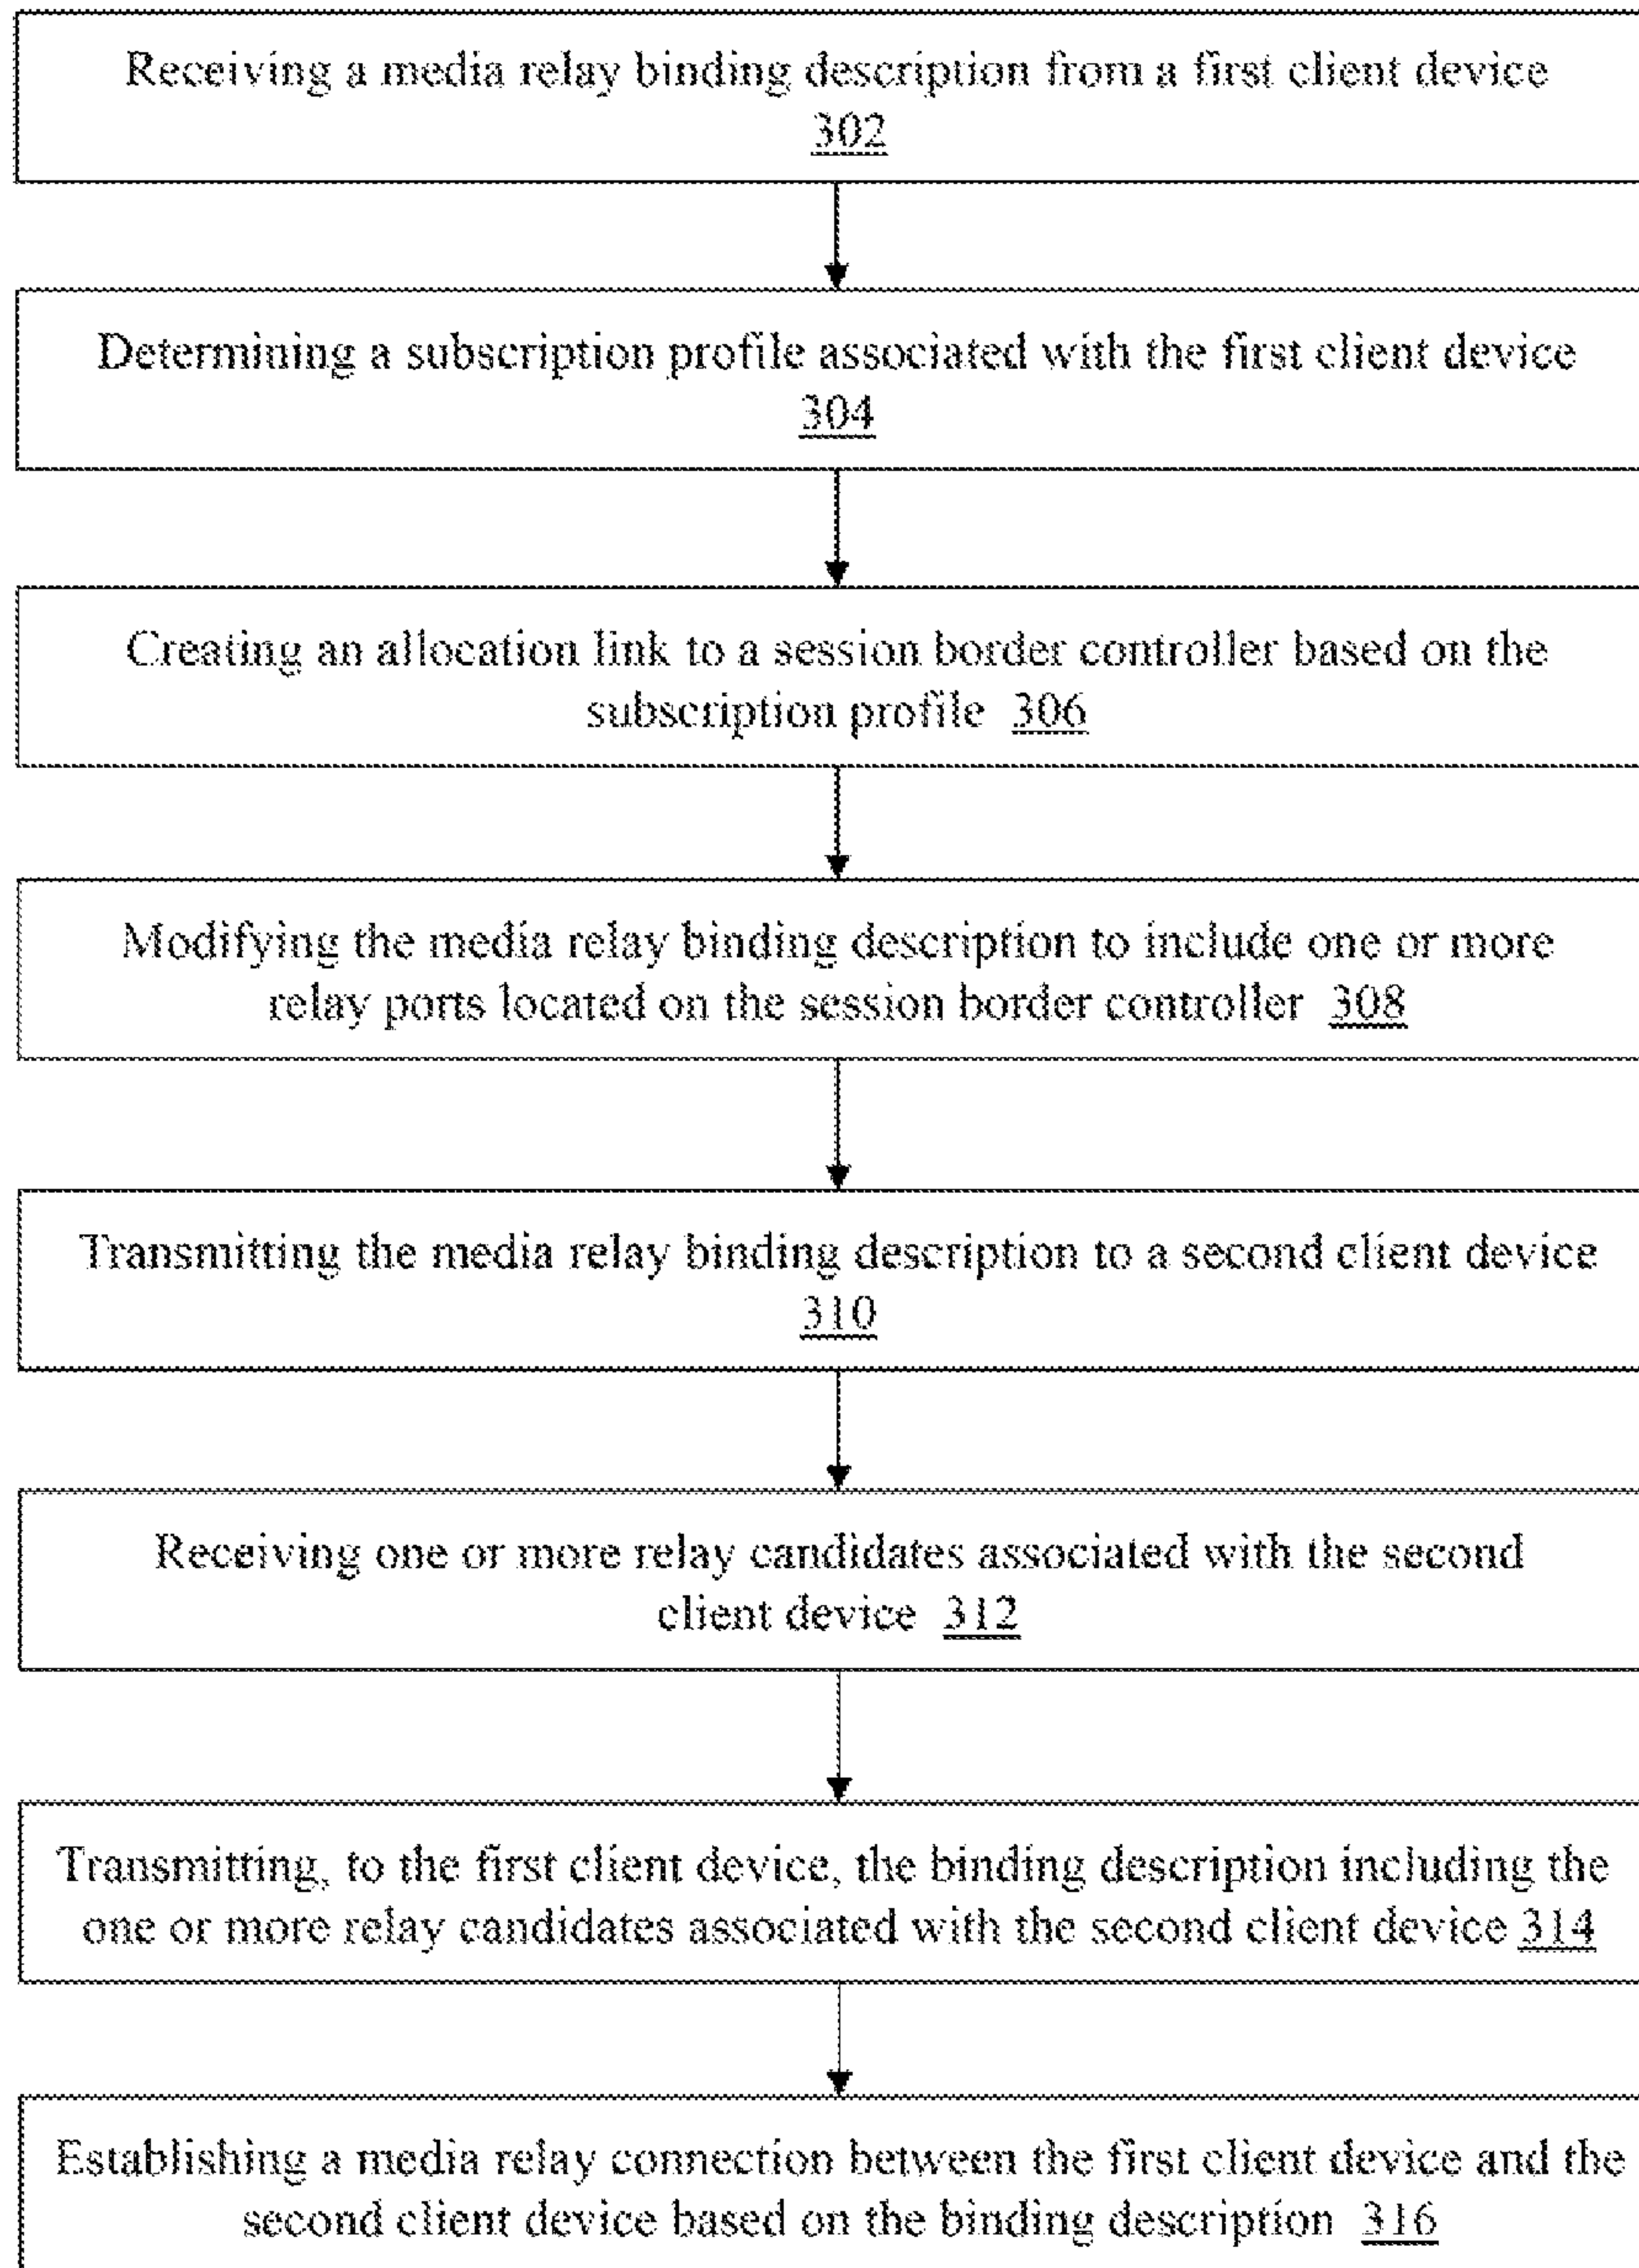 Receiving a media relay binding description from a first client device
302
Determining a subscription profile associated with the first client device
304
Creating an allocation link to a session border controller based on the
subscription profile 306
Modifying the media relay binding description to include one or more
relay ports located on the session border controller 308
Transmitting the media relay binding description to a second client device
310
Receiving one or more relay candidates associated with the second
client device 312
Transmitting, to the first client device, the binding description including the
one or more relay candidates associated with the second client device 314
Establishing a media relay connection between the first client device and the
second client device based on the binding description 316